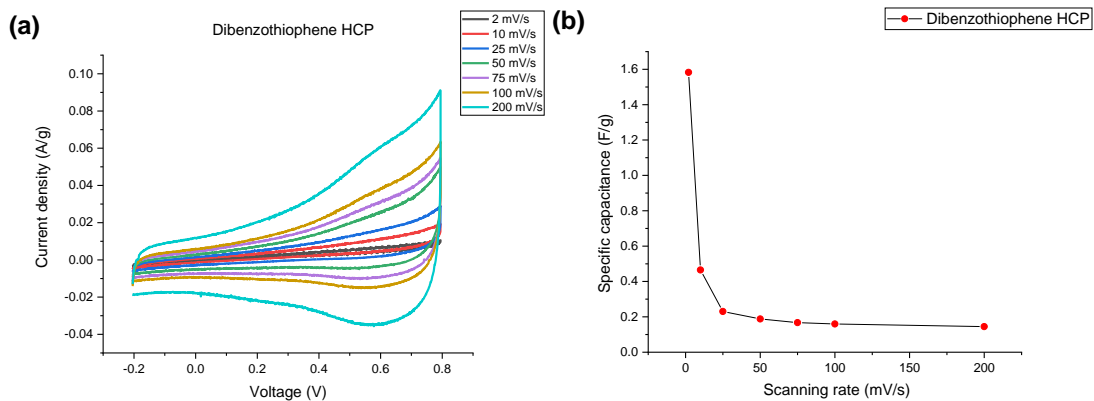 (a)
Dibenzothiophene HCP
2 mV/s
10 mV/s
25 mV/s
50 mV/s
75 mV/s
100 mV/s
200 mV/s
Current density (A/g)
0.10
0.08
0.06
0.04
0.02
0.00
-0.02
-0.04
-0.2
0.0
0.2
0.4
0.6
0.8
Voltage (V)
(b)
Dibenzothiophene HCP
Specific capacitance (F/g)
1.6
1.4
1.2
1.0
0.8
0.6
0.4
0.2
0.0
0
50
100
150
200
Scanning rate (mV/s)